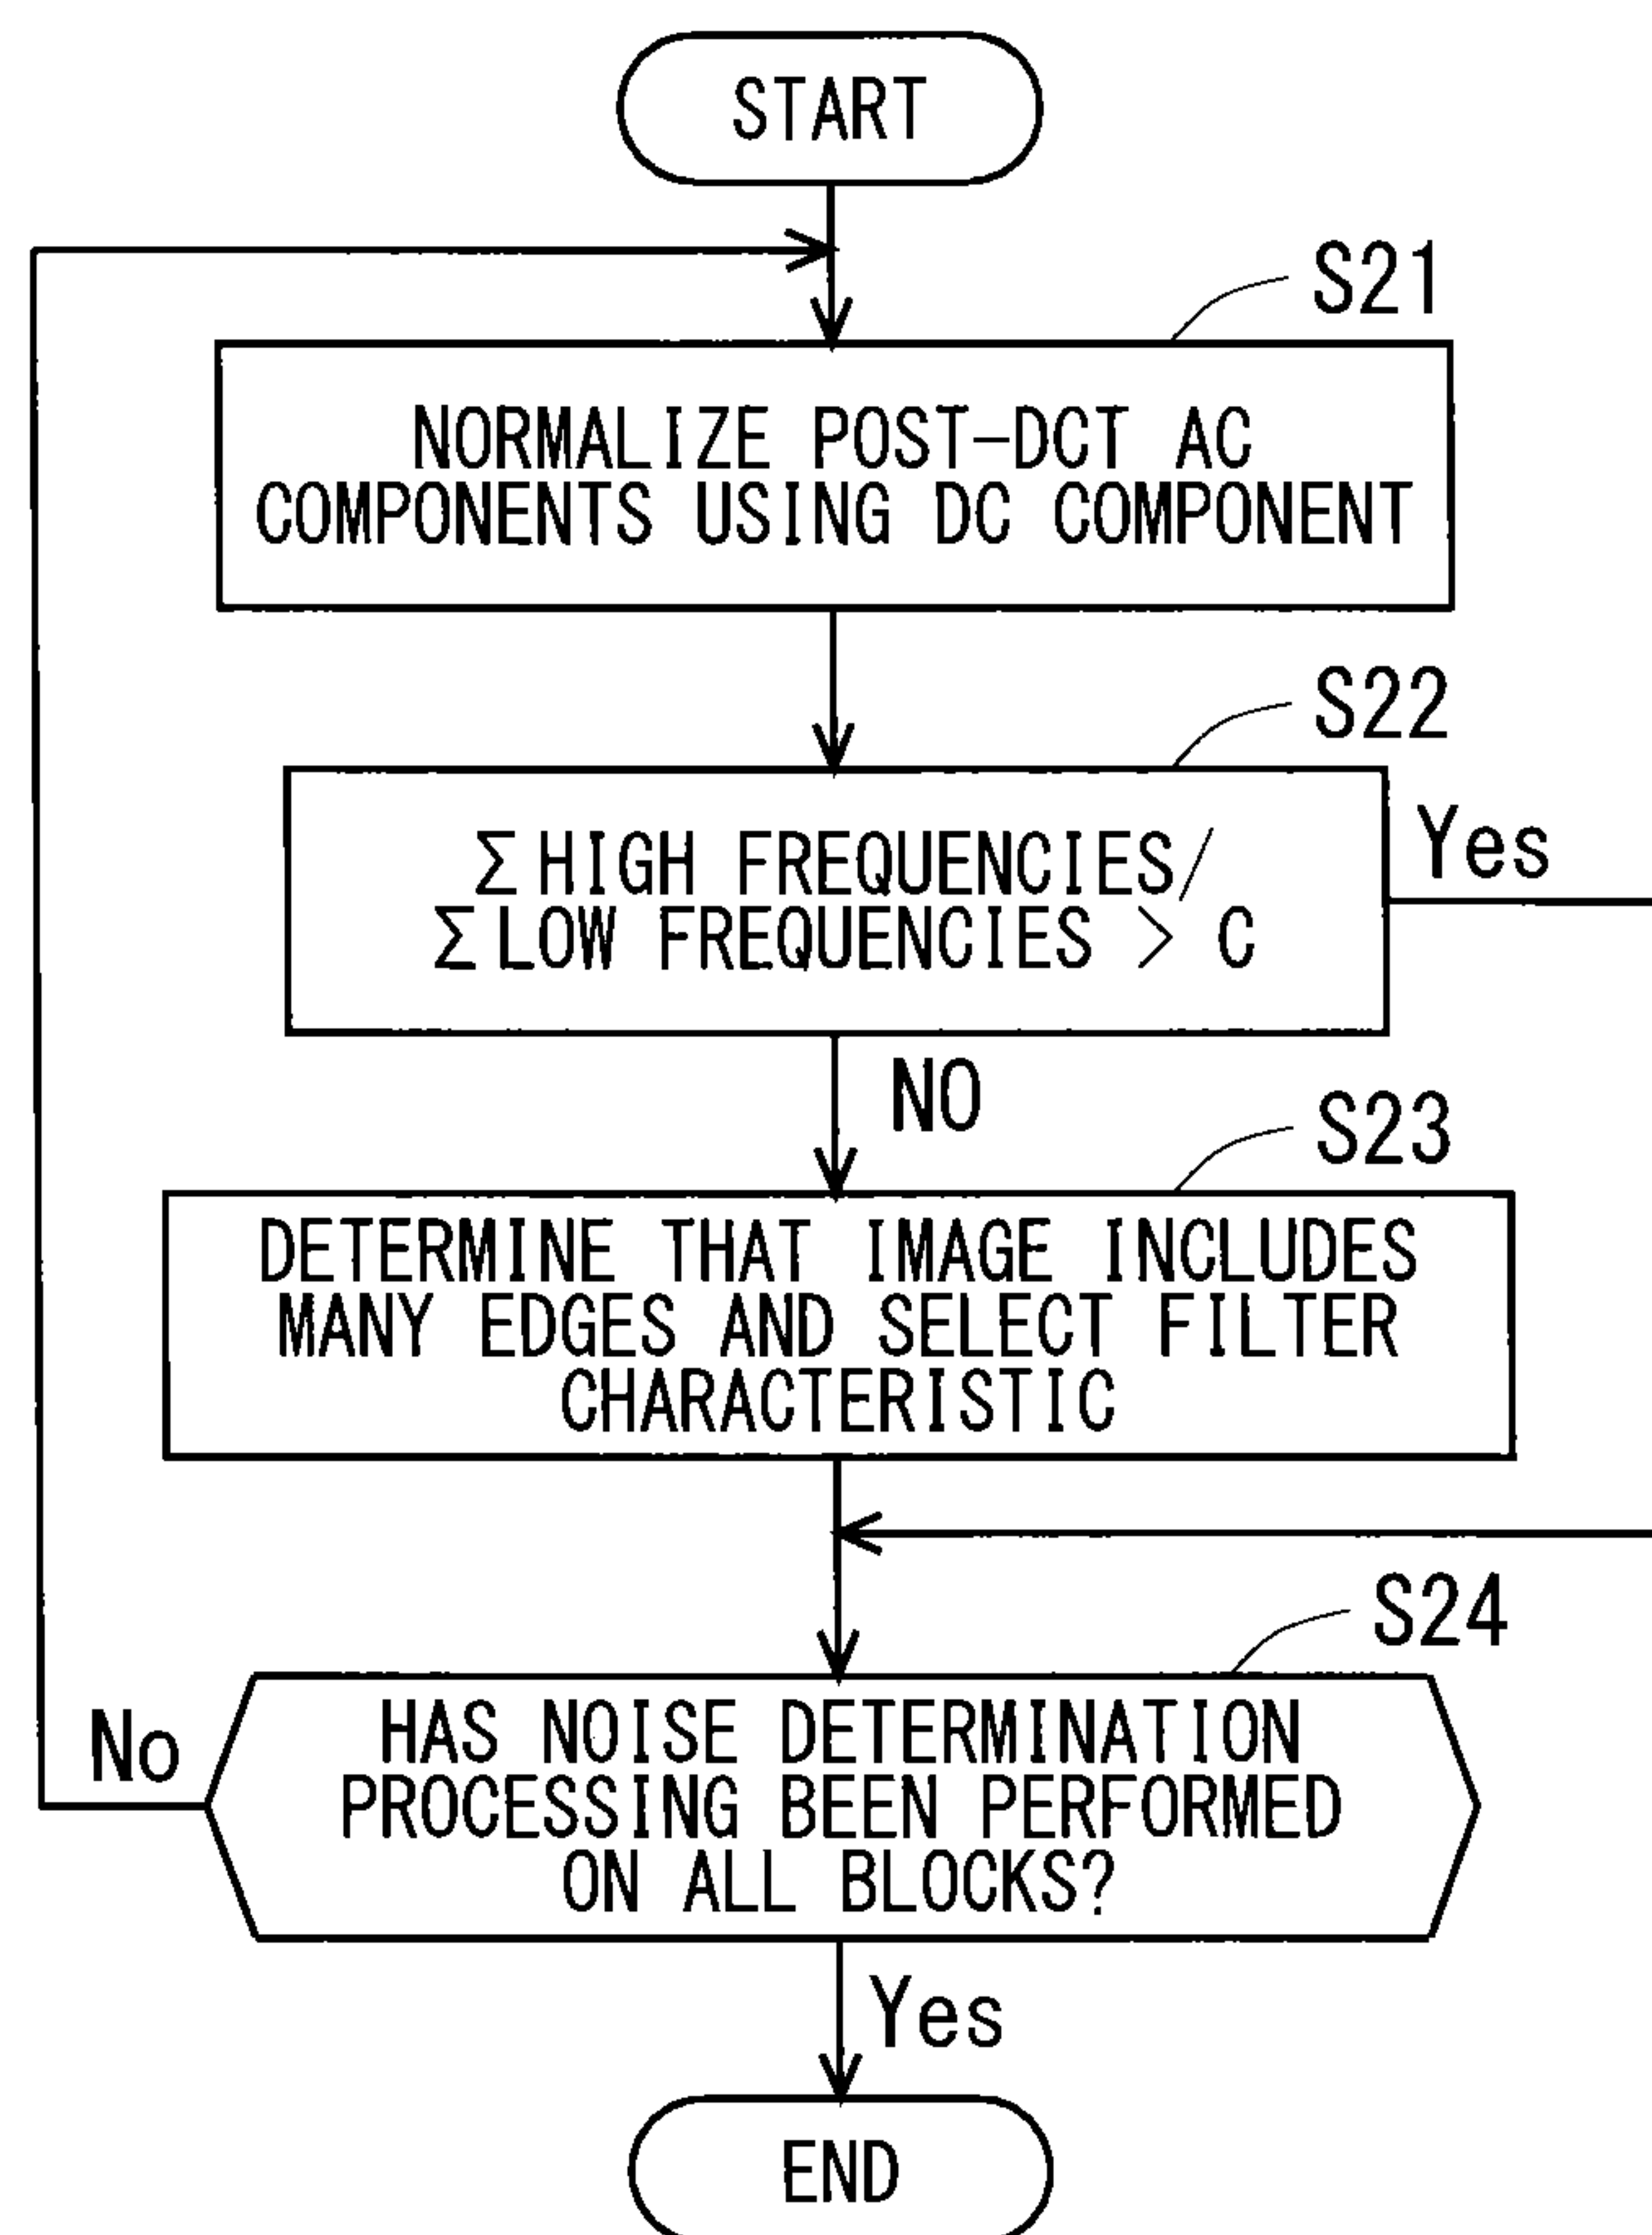 START
S21
NORMALIZE POST-DCT AC
COMPONENTS USING DC COMPONENT
S22
Σ HIGH FREQUENCIES/
Σ LOW FREQUENCIES > C
Yes
NO
S23
DETERMINE THAT IMAGE INCLUDES
MANY EDGES AND SELECT FILTER
CHARACTERISTIC
S24
No
HAS NOISE DETERMINATION
PROCESSING BEEN PERFORMED
ON ALL BLOCKS?
Yes
END